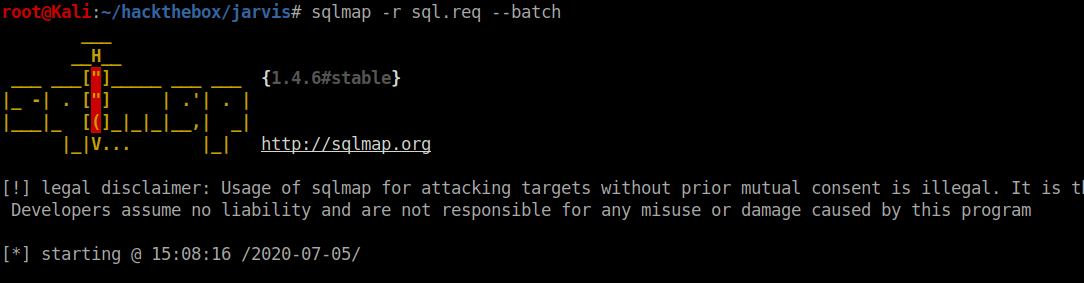 root@Kali:~/hackthebox/jarvis# sqlmap -r sql.req --batch
        ___
       __H__
 ___ ___["]_____ ___ ___  {1.4.6#stable}
|_ -| . ["]     | .'| . |
|___|_  [(]_|_|_|__,|  _|
      |_|V...       |_|   http://sqlmap.org
[!] legal disclaimer: Usage of sqlmap for attacking targets without prior mutual consent is illegal. It is
 Developers assume no liability and are not responsible for any misuse or damage caused by this program
[*] starting @ 15:08:16 /2020-07-05/